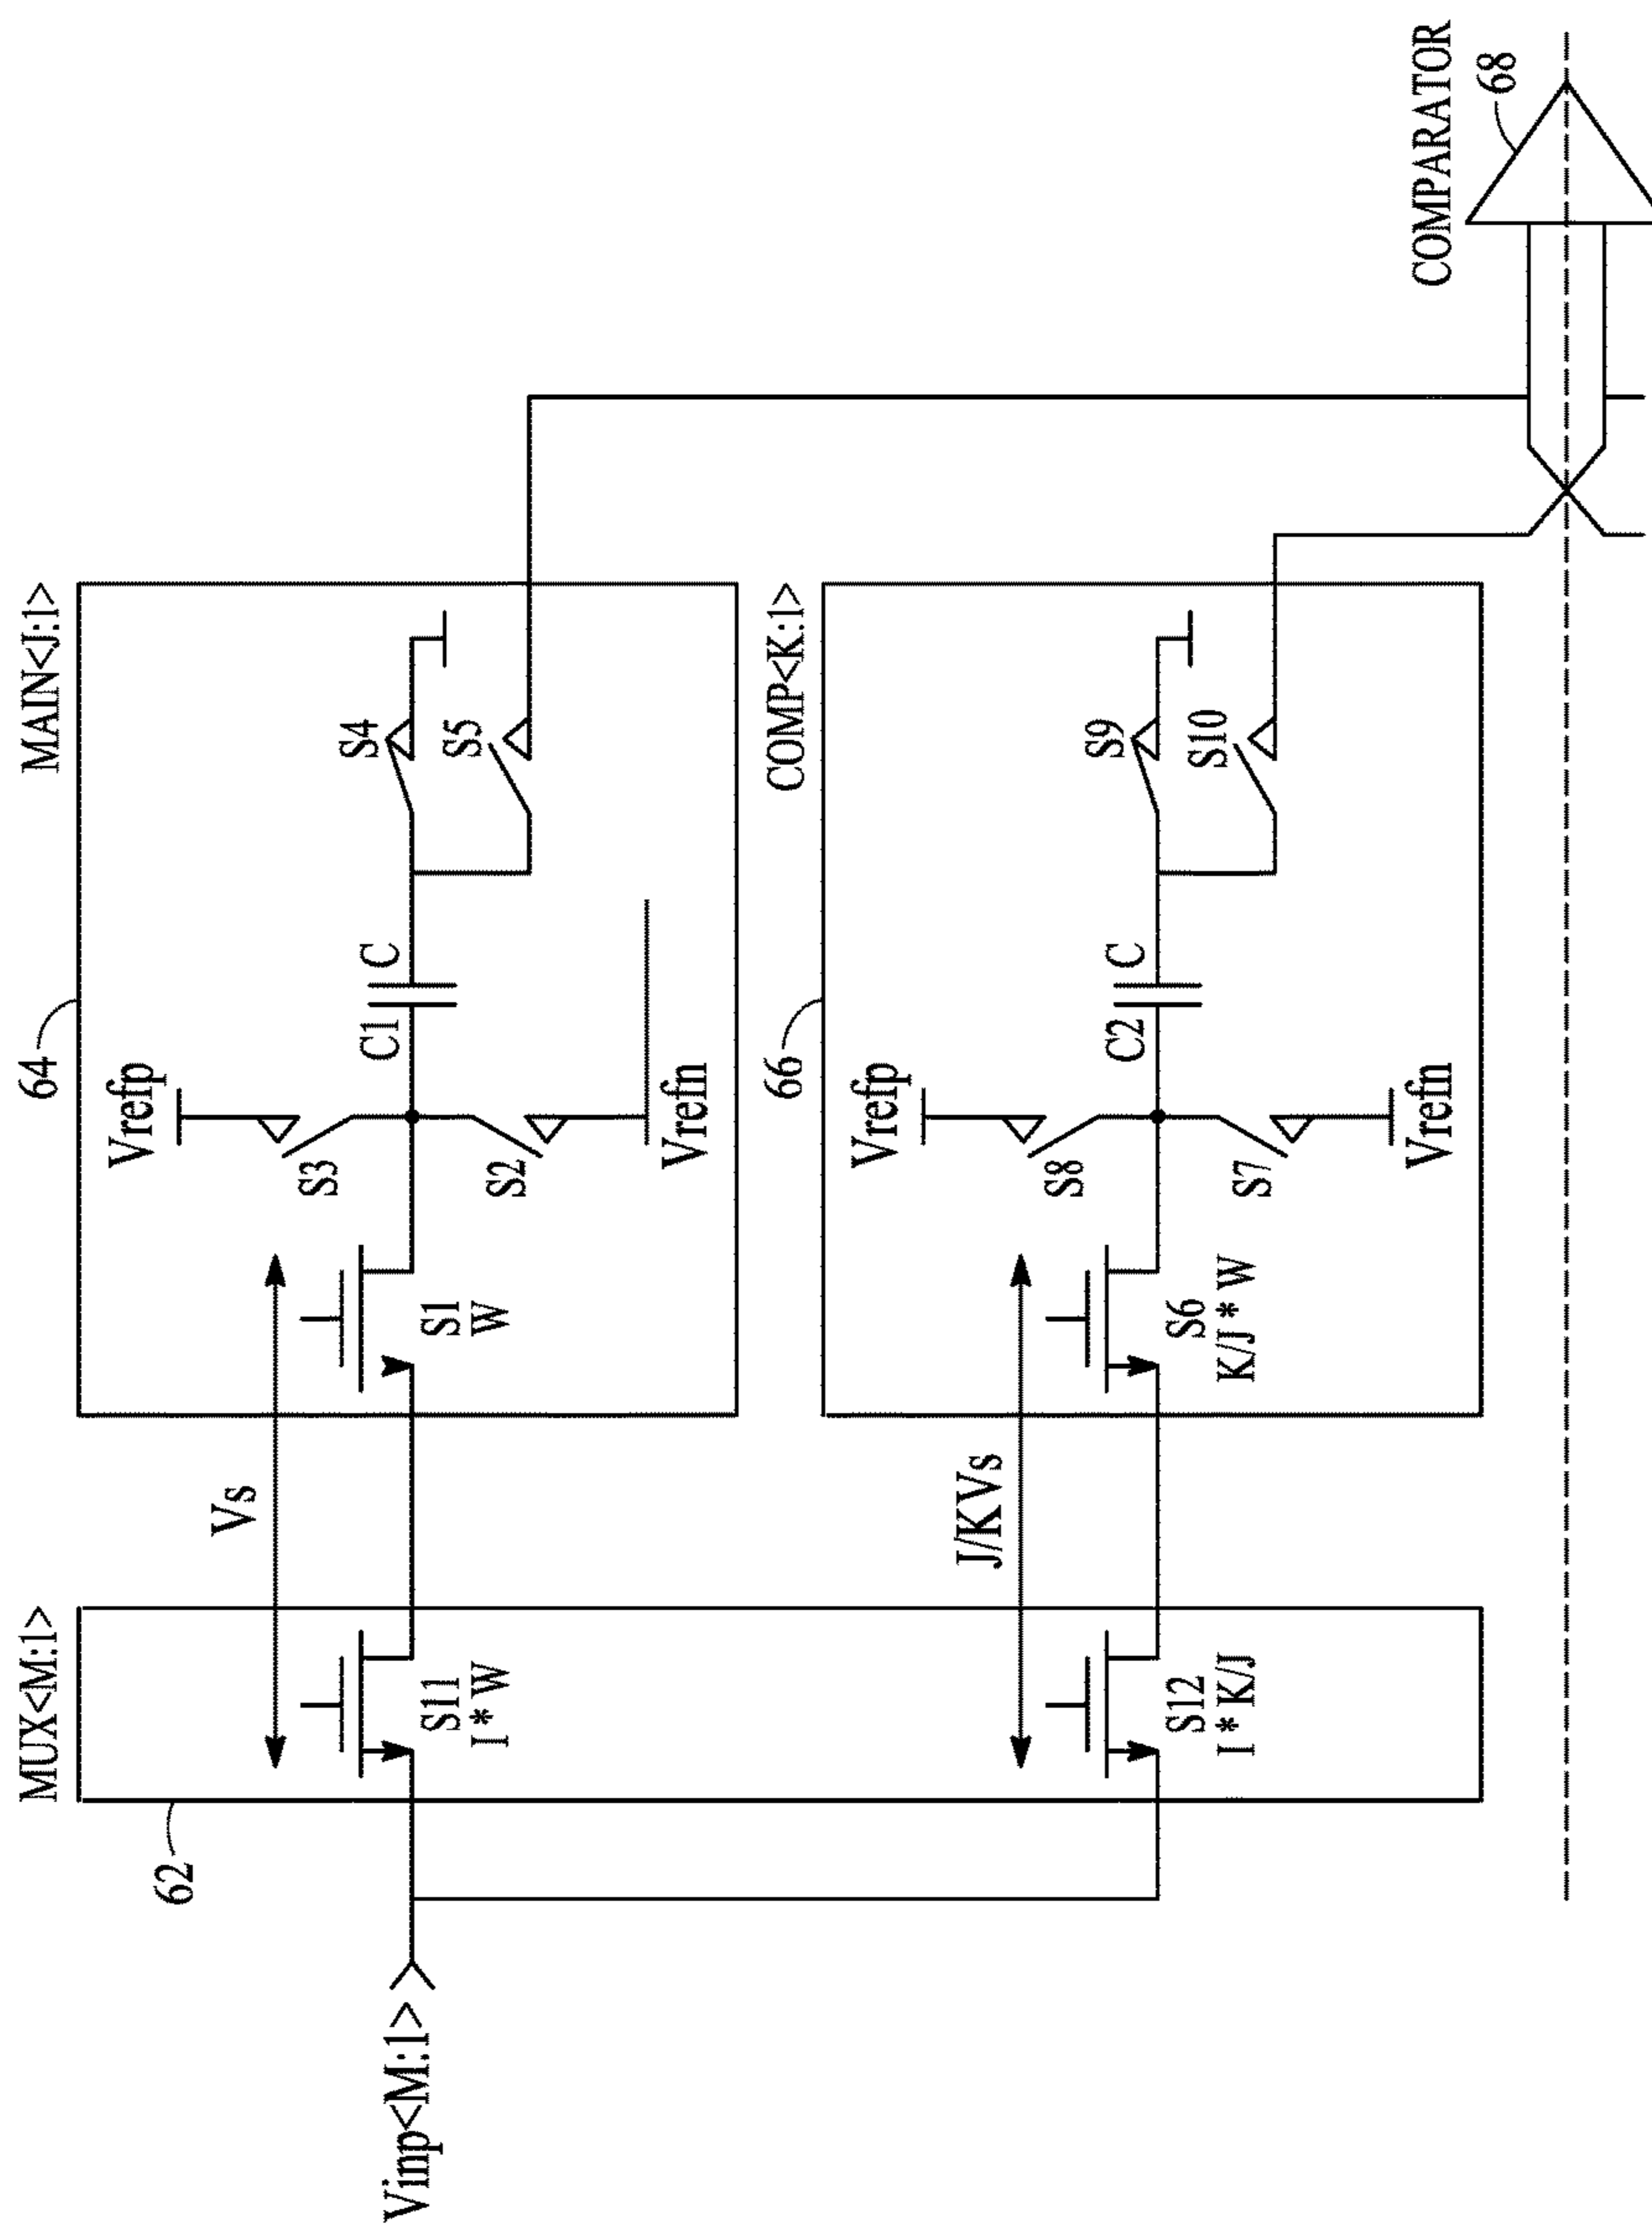 MUX<M:1>
62
Vinp<M:1>
S11
I * W
S12
I * K/J
Vs
J/KVs
MAIN<J:1>
64
Vrefp
S3
S2
Vrefn
S1
W
C1
C
S4
S5
COMP<K:1>
66
Vrefp
S8
S7
Vrefn
S6
K/J * W
C2
C
S9
S10
COMPARATOR
68